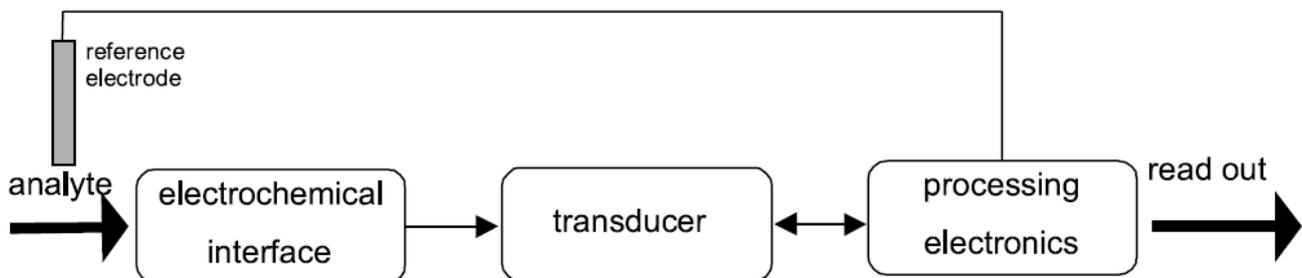 reference
electrode
analyte
electrochemical
interface
transducer
processing
electronics
read out